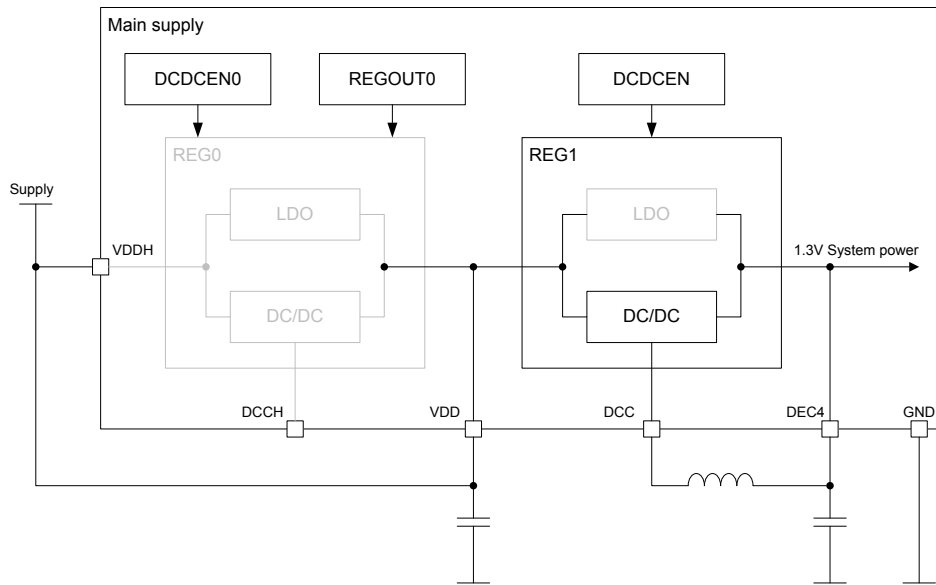 Main supply
DCDCEN0
REGOUT0
DCDCEN
REG0
REG1
LDO
LDO
Supply
VDDH
1.3V System power
DC/DC
DC/DC
DCCH
VDD
DCC
DEC4
GND